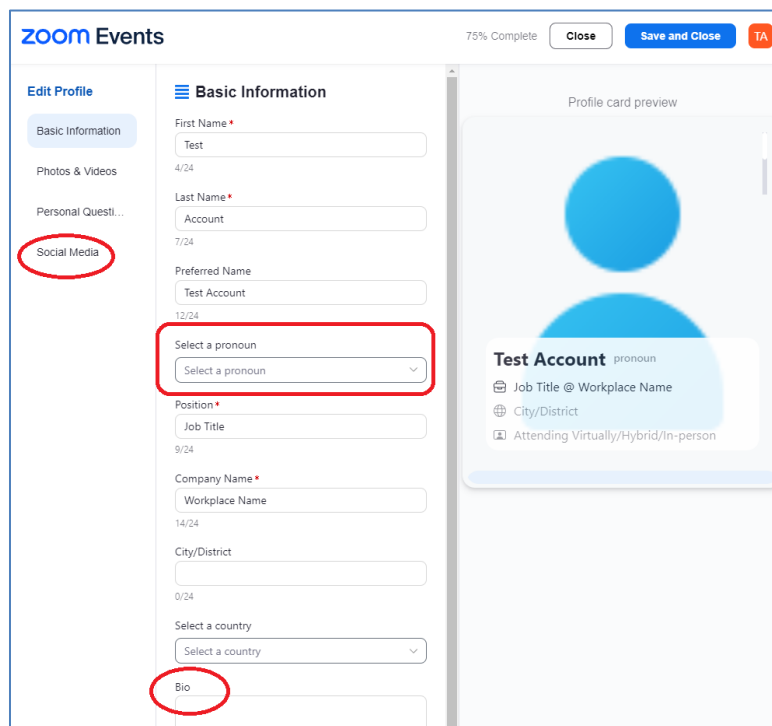 zoom Events
75% Complete
Close
Save and Close
TA
Edit Profile
Basic Information
Photos & Videos
Personal Questi...
Social Media
Basic Information
First Name *
Test
4/24
Last Name *
Account
7/24
Preferred Name
Test Account
12/24
Select a pronoun
Select a pronoun
Position *
Job Title
9/24
Company Name *
Workplace Name
14/24
City/District
0/24
Select a country
Select a country
Bio
Profile card preview
Test Account pronoun
Job Title @ Workplace Name
City/District
Attending Virtually/Hybrid/In-person